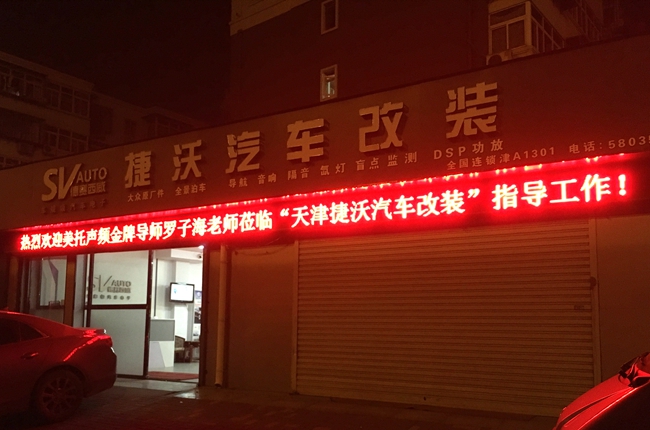 SV AUTO 捷沃汽车改装
大众原厂件 全景泊车 导航 音响 隔音 氙灯 盲点监测 DSP功放
全国连锁津A1301 电话:5803
热烈欢迎美托声频金牌导师罗子海老师莅临“天津捷沃汽车改装”指导工作!
SV AUTO